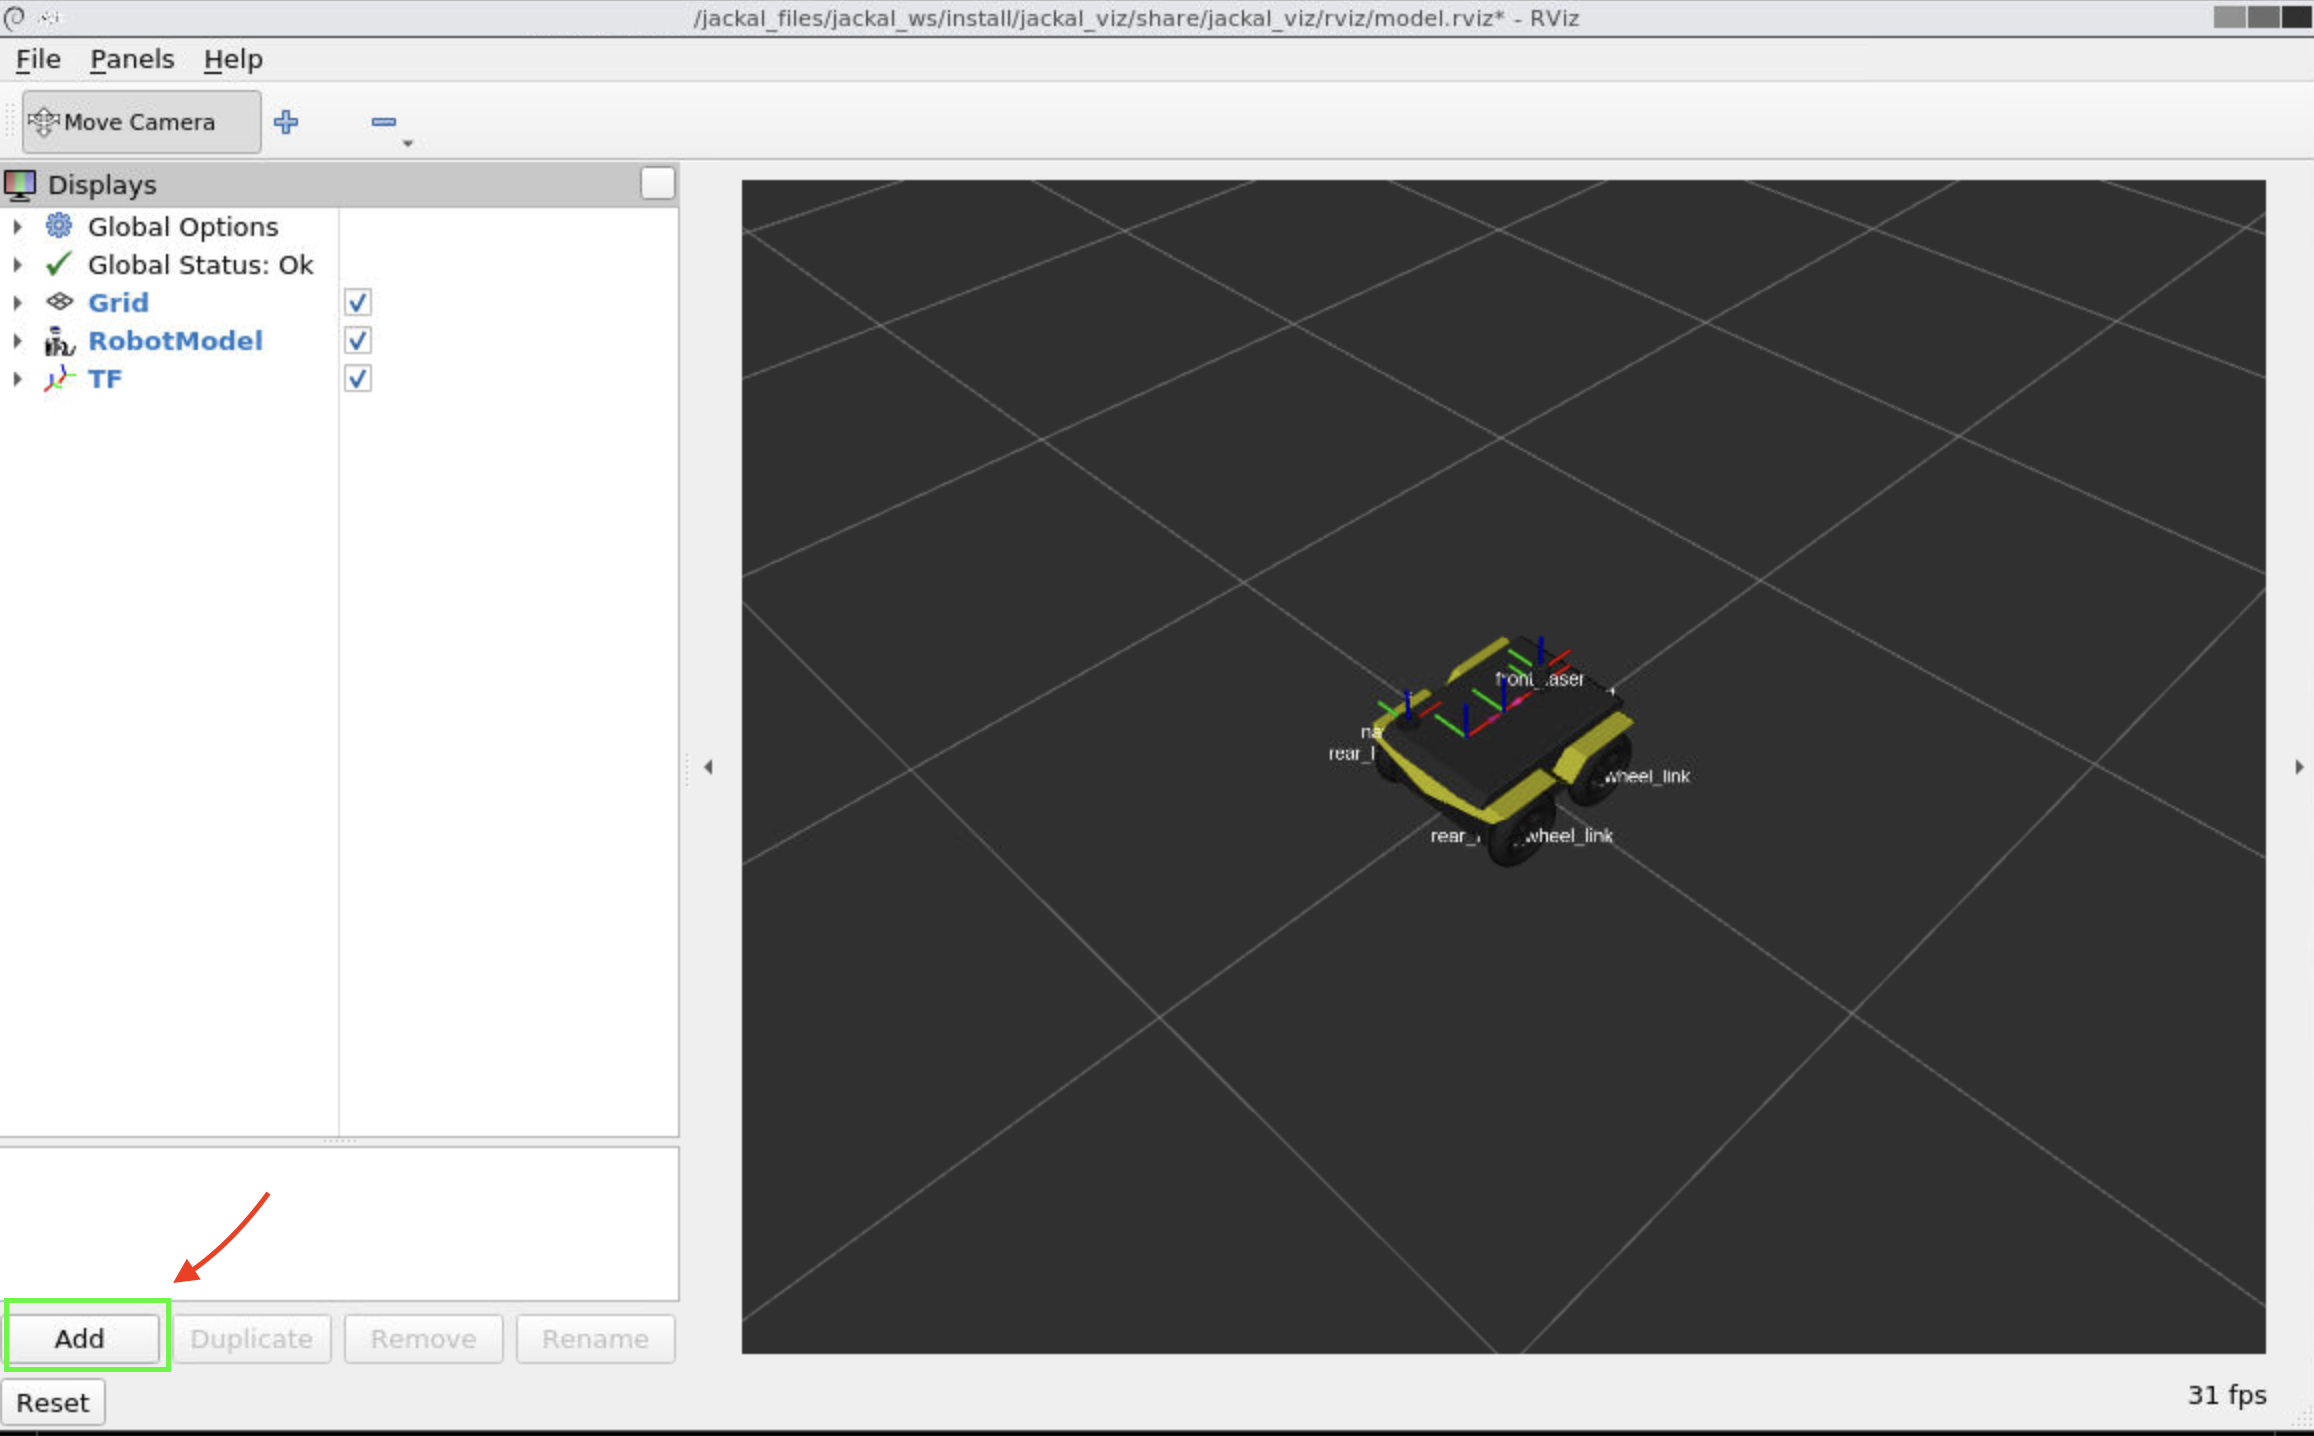 /jackal_files/jackal_ws/install/jackal_viz/share/jackal_viz/rviz/model.rviz* - RViz
File Panels Help
Move Camera
Displays
Global Options
Global Status: Ok
Grid
RobotModel
TF
front_laser
na
rear_l
wheel_link
rear_
wheel_link
Add Duplicate Remove Rename
Reset
31 fps